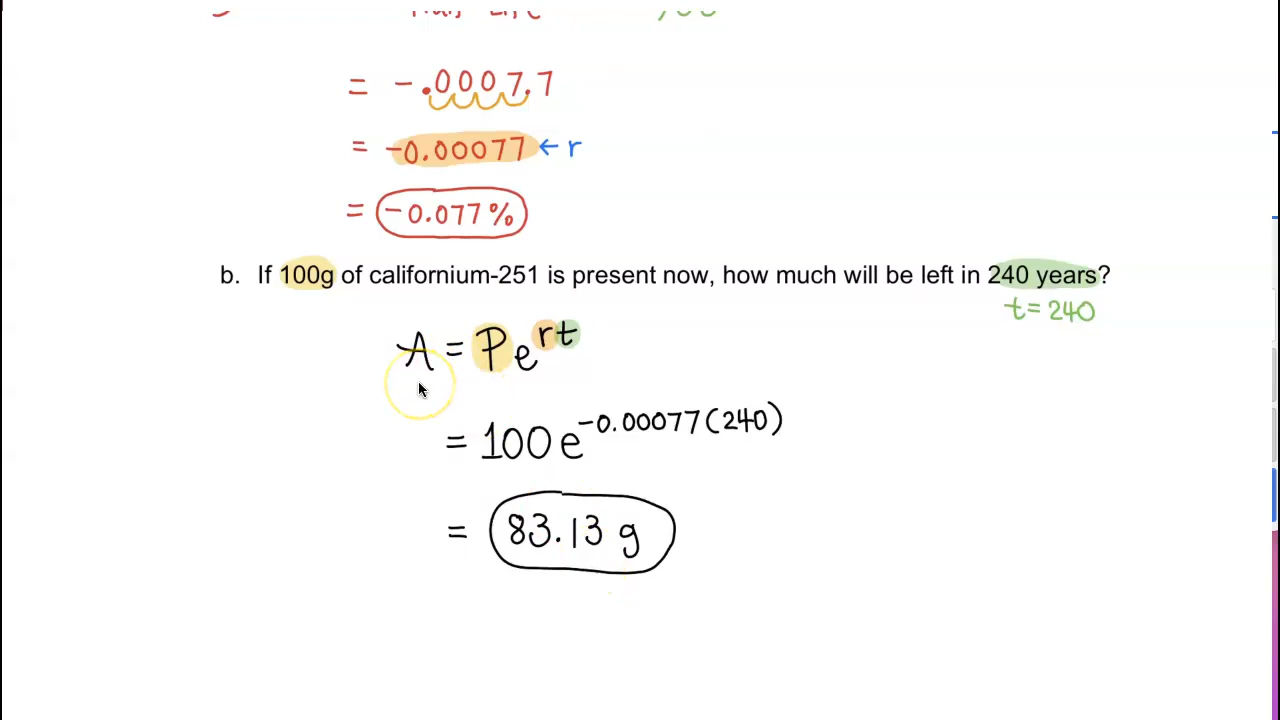 = -.0007.7
= -0.00077 ← r
= -0.077%
b. If 100g of californium-251 is present now, how much will be left in 240 years?
t = 240
A = Pe^rt
= 100e^-0.00077(240)
= 83.13 g